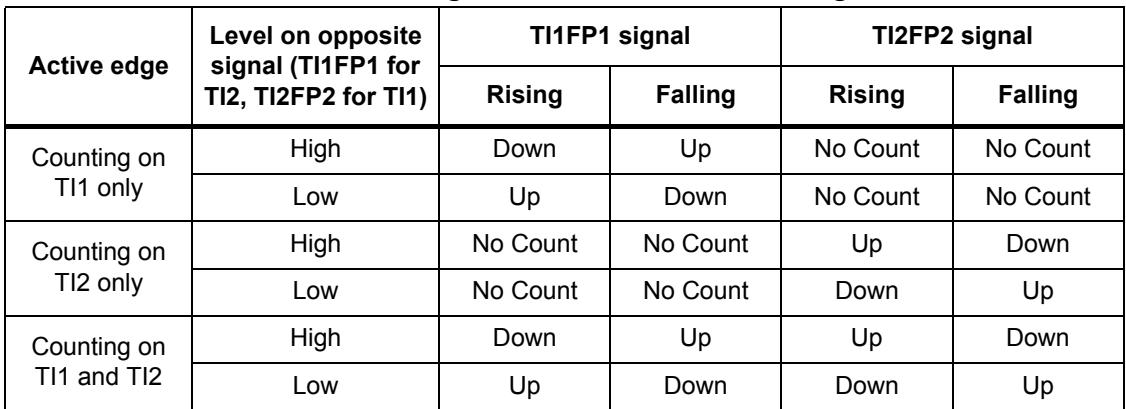 Active edge
Level on opposite
signal (TI1FP1 for
TI2, TI2FP2 for TI1)
TI1FP1 signal
TI2FP2 signal
Rising
Falling
Rising
Falling
Counting on
TI1 only
High
Down
Up
No Count
No Count
Low
Up
Down
No Count
No Count
Counting on
TI2 only
High
No Count
No Count
Up
Down
Low
No Count
No Count
Down
Up
Counting on
TI1 and TI2
High
Down
Up
Up
Down
Low
Up
Down
Down
Up